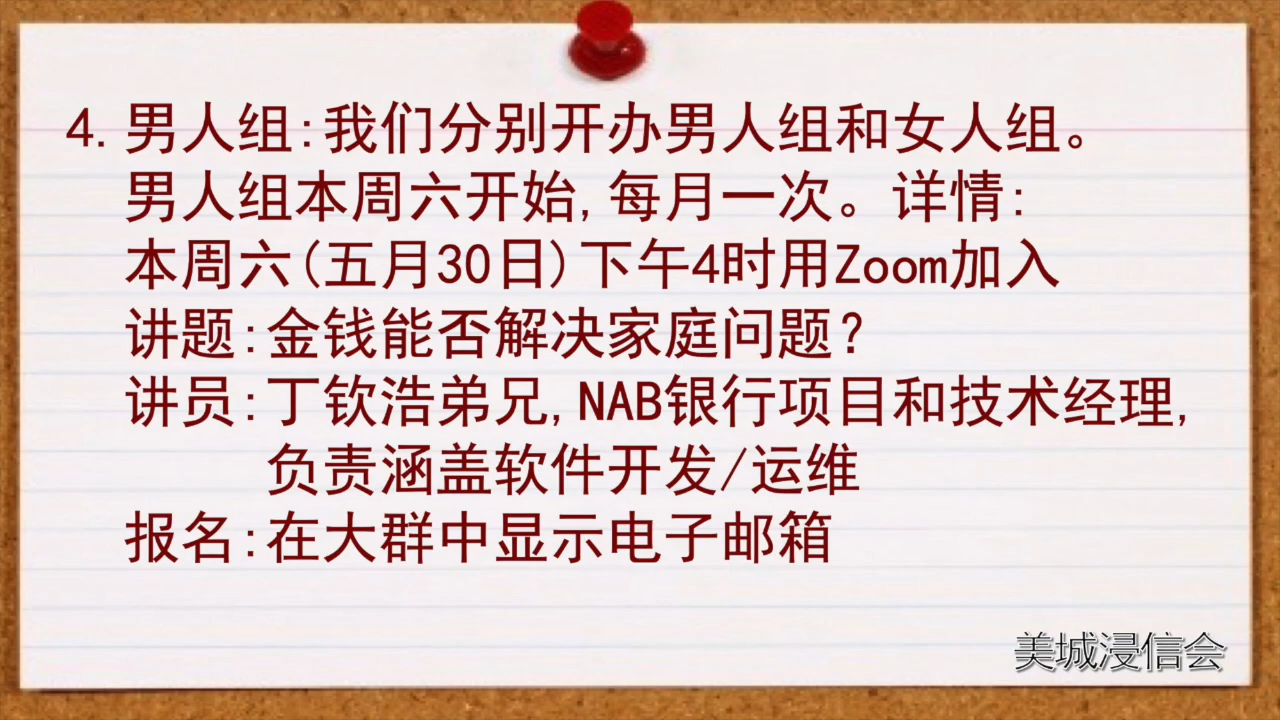 4.男人组:我们分别开办男人组和女人组。
男人组本周六开始,每月一次。详情:
本周六(五月30日)下午4时用Zoom加入
讲题:金钱能否解决家庭问题?
讲员:丁钦浩弟兄,NAB银行项目和技术经理,
负责涵盖软件开发/运维
报名:在大群中显示电子邮箱
美城浸信会